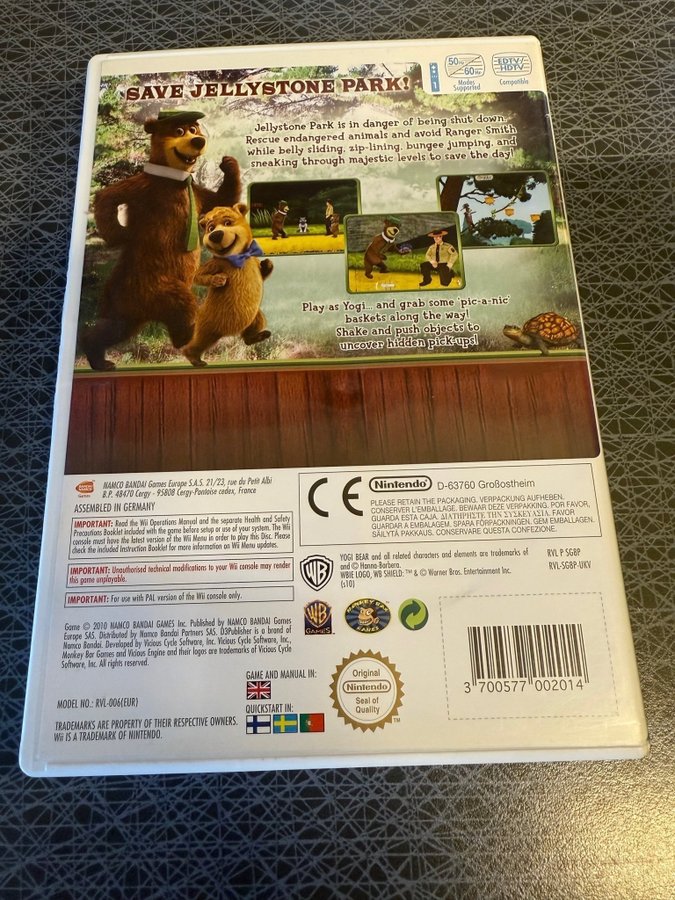 SAVE JELLYSTONE PARK!
50Hz
60Hz
Modes
Supported
EDTV/
HDTV
Compatible
1
Jellystone Park is in danger of being shut down.
Rescue endangered animals and avoid Ranger Smith
while belly sliding, zip-lining, bungee jumping, and
sneaking through majestic levels to save the day!
Play as Yogi... and grab some 'pic-a-nic'
baskets along the way!
Shake and push objects to
uncover hidden pick-ups!
NAMCO BANDAI Games Europe S.A.S. 21/23, rue du Petit Albi
B.P. 48470 Cergy - 95808 Cergy-Pontoise cedex, France
ASSEMBLED IN GERMANY
IMPORTANT: Read the Wii Operations Manual and the separate Health and Safety
Precautions Booklet included with the game before setup or use of your system. The Wii
console must have the latest version of the Wii Menu in order to play this Disc. Please
check the included Instruction Booklet for more information on Wii Menu updates.
IMPORTANT: Unauthorised technical modifications to your Wii console may render
this game unplayable.
IMPORTANT: For use with PAL version of the Wii console only.
CE
Nintendo D-63760 Großostheim
PLEASE RETAIN THE PACKAGING. VERPACKUNG AUFHEBEN.
CONSERVER L'EMBALLAGE. BEWAAR DEZE VERPAKKING. POR FAVOR,
GUARDA ESTA CAJA. ΔΙΑΤΗΡΗΣΤΕ ΤΗΝ ΣΥΣΚΕΥΑΣΙΑ. É FAVOR
GUARDAR A EMBALAGEM. SPARA FÖRPACKNINGEN. GEM EMBALLAGEN.
SÄILYTÄ PAKKAUS. CONSERVARE QUESTA CONFEZIONE.
WB
YOGI BEAR and all related characters and elements are trademarks of
and © Hanna-Barbera.
WBIE LOGO, WB SHIELD: ™ & © Warner Bros. Entertainment Inc.
(s10)
RVL P SGBP
RVL-SGBP-UKV
WB
GAMES
Game © 2010 NAMCO BANDAI GAMES Inc. Published by NAMCO BANDAI Games
Europe SAS. Distributed by Namco Bandai Partners SAS. D3Publisher is a brand of
Namco Bandai. Developed by Vicious Cycle Software, Inc. Vicious Cycle Software, Inc.,
Monkey Bar Games and Vicious Engine and their logos are trademarks of Vicious Cycle
Software, Inc. All rights reserved.
GAME AND MANUAL IN:
QUICKSTART IN:
MODEL NO.: RVL-006(EUR)
TRADEMARKS ARE PROPERTY OF THEIR RESPECTIVE OWNERS.
Wii IS A TRADEMARK OF NINTENDO.
Original
Nintendo
Seal of
Quality
TM
3 700577 002014